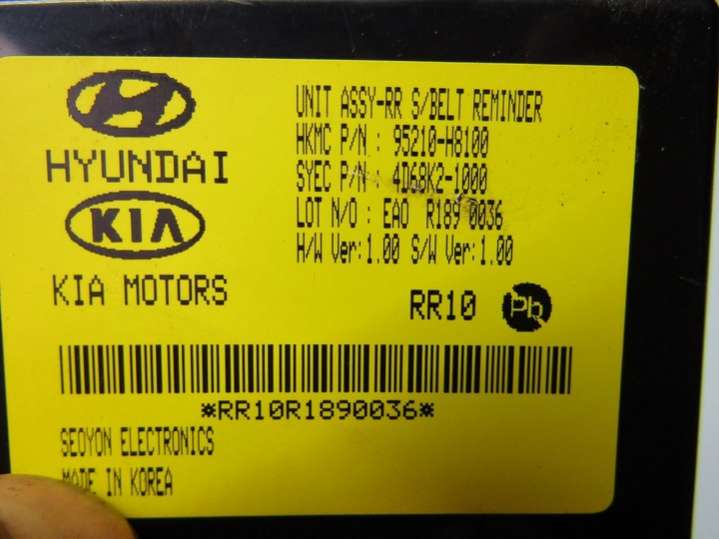 HYUNDAI
KIA
KIA MOTORS
UNIT ASSY-RR S/BELT REMINDER
HKMC P/N : 95210-H8100
SYEC P/N : 4D68K2-1000
LOT N/O : EAO R189 0036
H/W Ver:1.00 S/W Ver:1.00
RR10 Pb
*RR10R1890036*
SEOYON ELECTRONICS
MADE IN KOREA